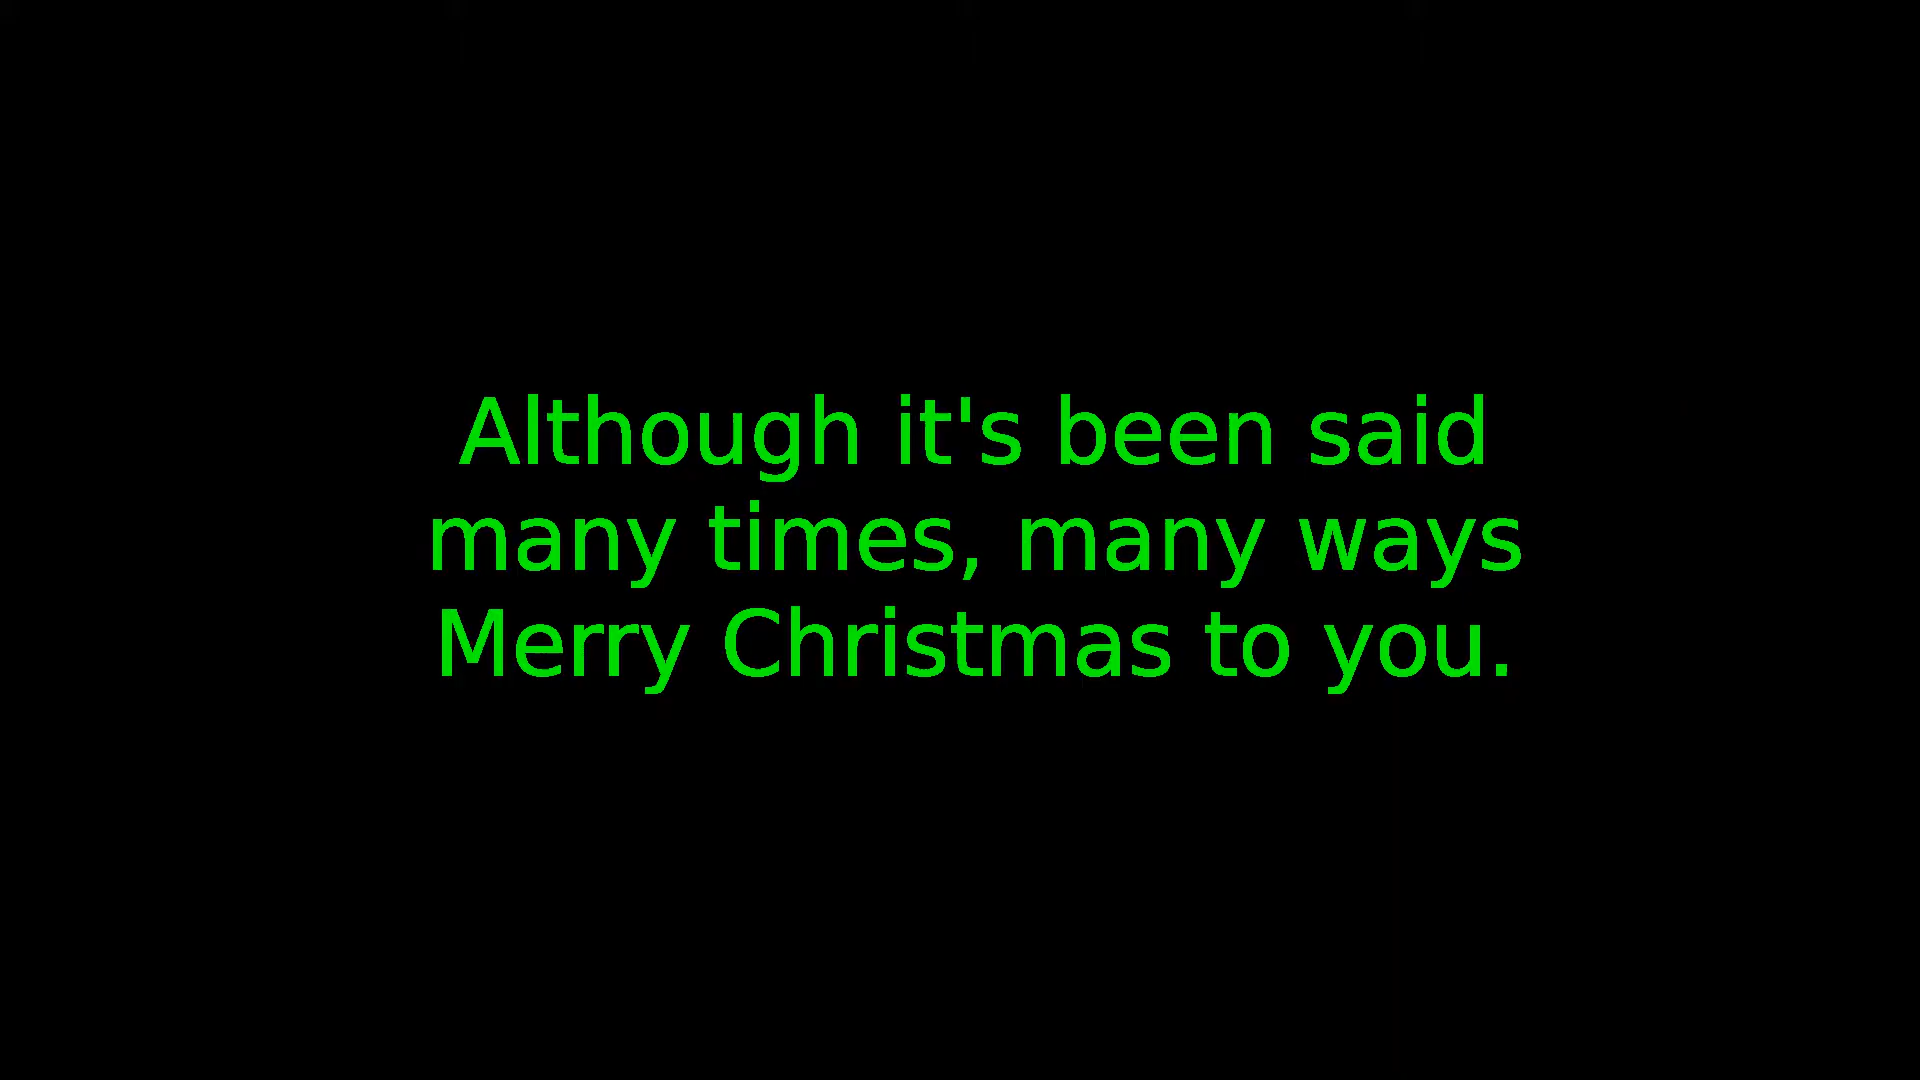 Although it's been said
many times, many ways
Merry Christmas to you.